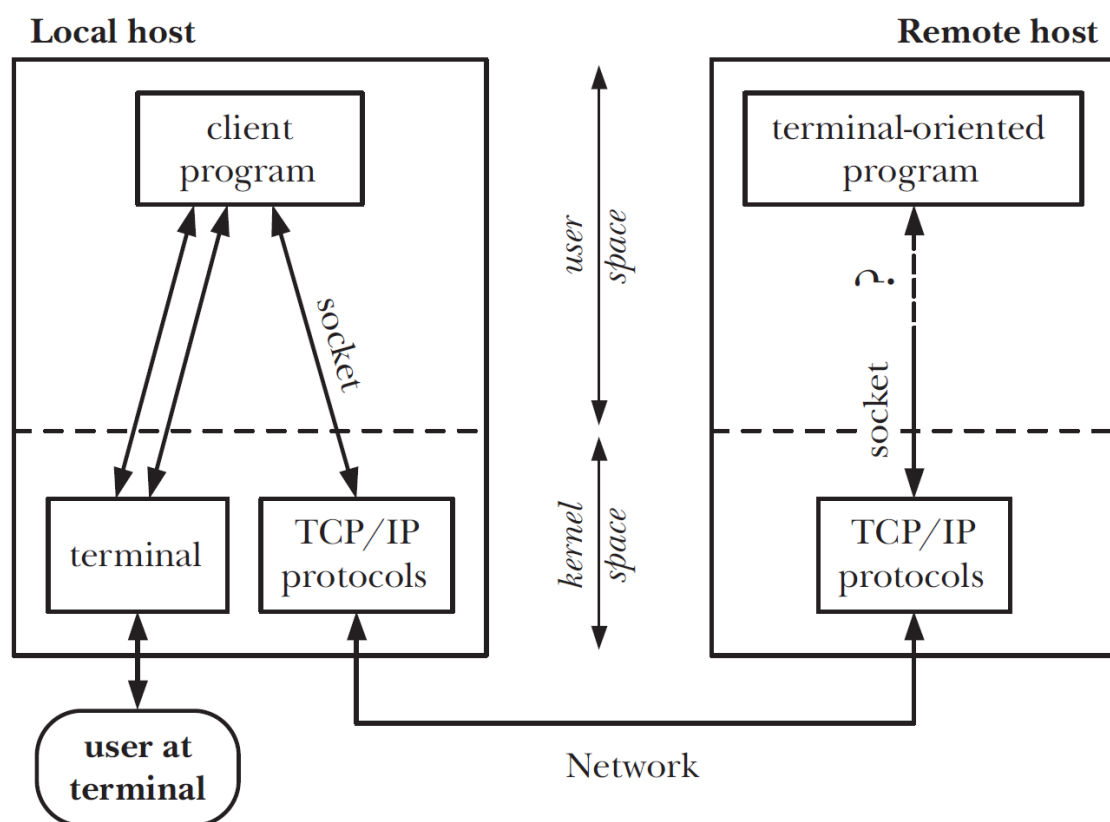 Local host
Remote host
client
program
terminal-oriented
program
user
space
?
socket
socket
kernel
space
terminal
TCP/IP
protocols
TCP/IP
protocols
user at
terminal
Network